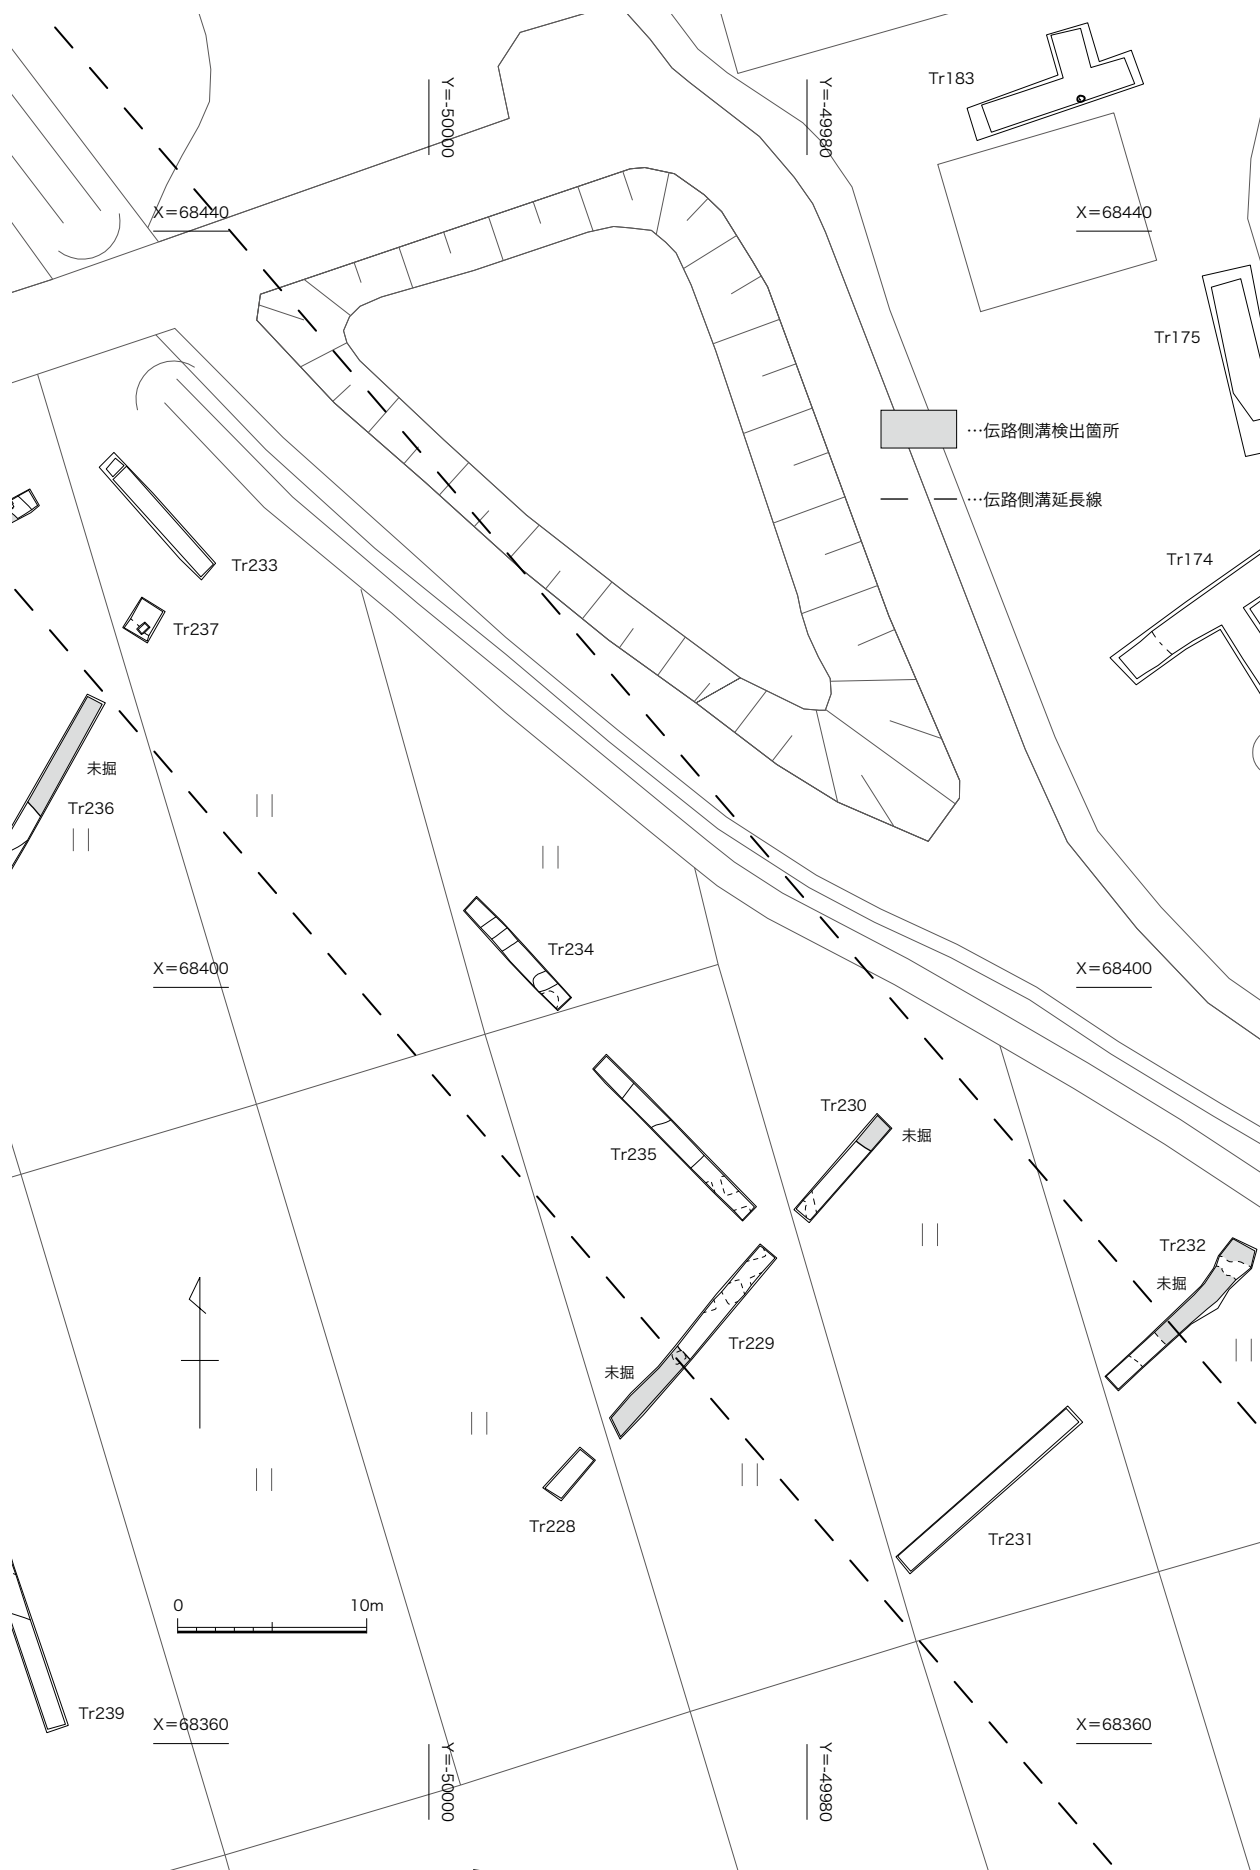 Y=-50000
Y=-49980
Tr183
X=68440
X=68440
Tr175
…伝路側溝検出箇所
…伝路側溝延長線
Tr174
Tr233
Tr237
未掘
Tr236
Tr234
X=68400
X=68400
Tr230
未掘
Tr235
Tr232
未掘
Tr229
未掘
Tr228
Tr231
0 10m
Tr239
X=68360
X=68360
Y=-50000
Y=-49980